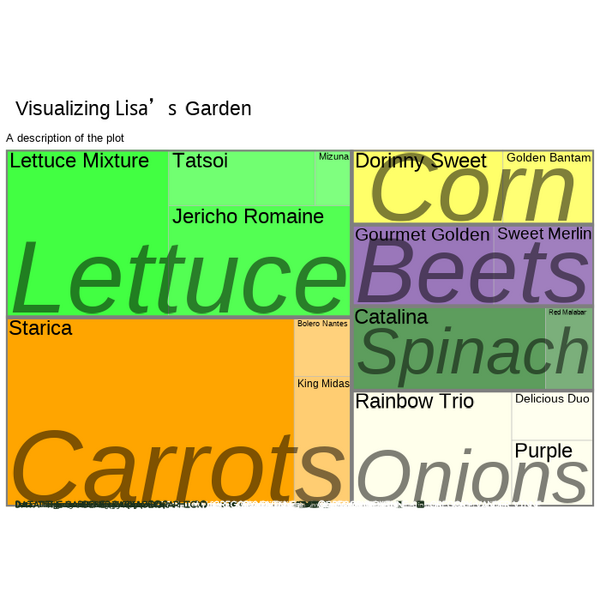 Visualizing Lisa’s Garden
A description of the plot
Lettuce Mixture
Tatsoi
Mizuna
Jericho Romaine
Lettuce
Dorinny Sweet
Golden Bantam
Corn
Gourmet Golden
Sweet Merlin
Beets
Catalina
Red Malabar
Spinach
Starica
Bolero Nantes
King Midas
Carrots
Rainbow Trio
Delicious Duo
Purple
Onions